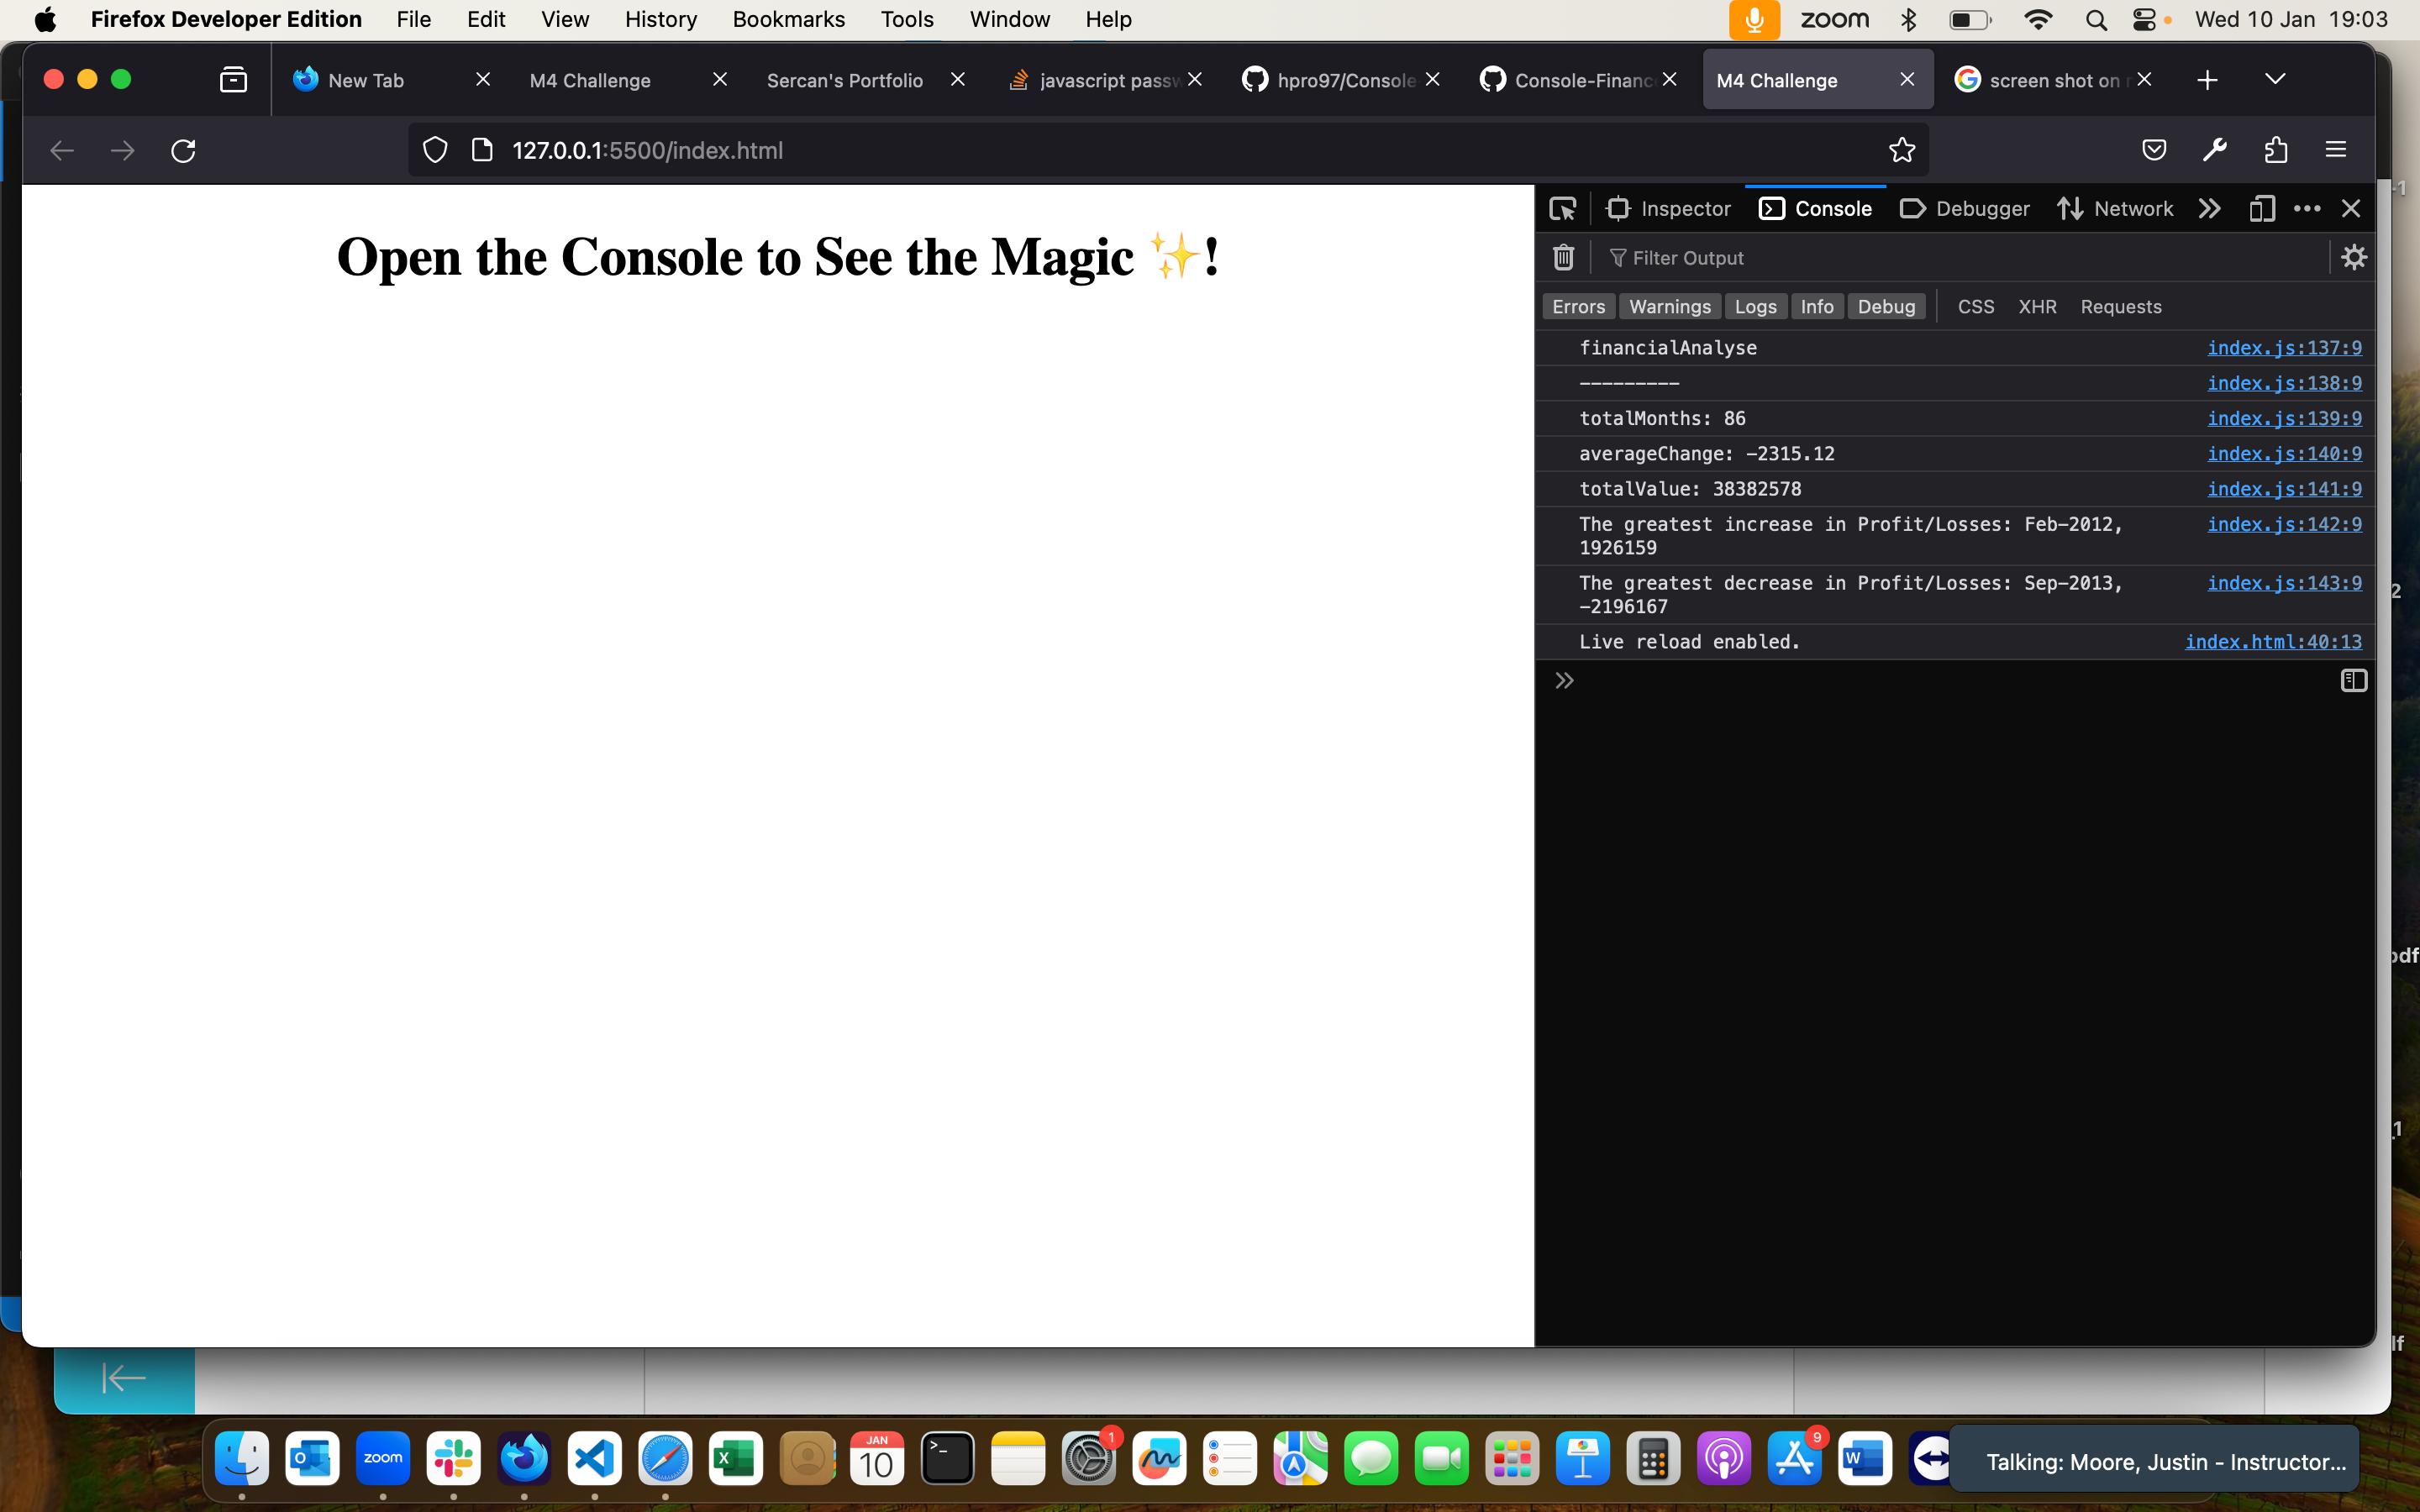 Firefox Developer Edition File Edit View History Bookmarks Tools Window Help zoom Wed 10 Jan 19:03
New Tab M4 Challenge Sercan's Portfolio javascript passw hpro97/Console Console-Financ M4 Challenge screen shot on
127.0.0.1:5500/index.html
Open the Console to See the Magic ✨!
Inspector Console Debugger Network
Filter Output
Errors Warnings Logs Info Debug CSS XHR Requests
financialAnalyse index.js:137:9
--------- index.js:138:9
totalMonths: 86 index.js:139:9
averageChange: -2315.12 index.js:140:9
totalValue: 38382578 index.js:141:9
The greatest increase in Profit/Losses: Feb-2012, index.js:142:9
1926159
The greatest decrease in Profit/Losses: Sep-2013, index.js:143:9
-2196167
Live reload enabled. index.html:40:13
zoom
JAN
10
1
9
Talking: Moore, Justin - Instructor...